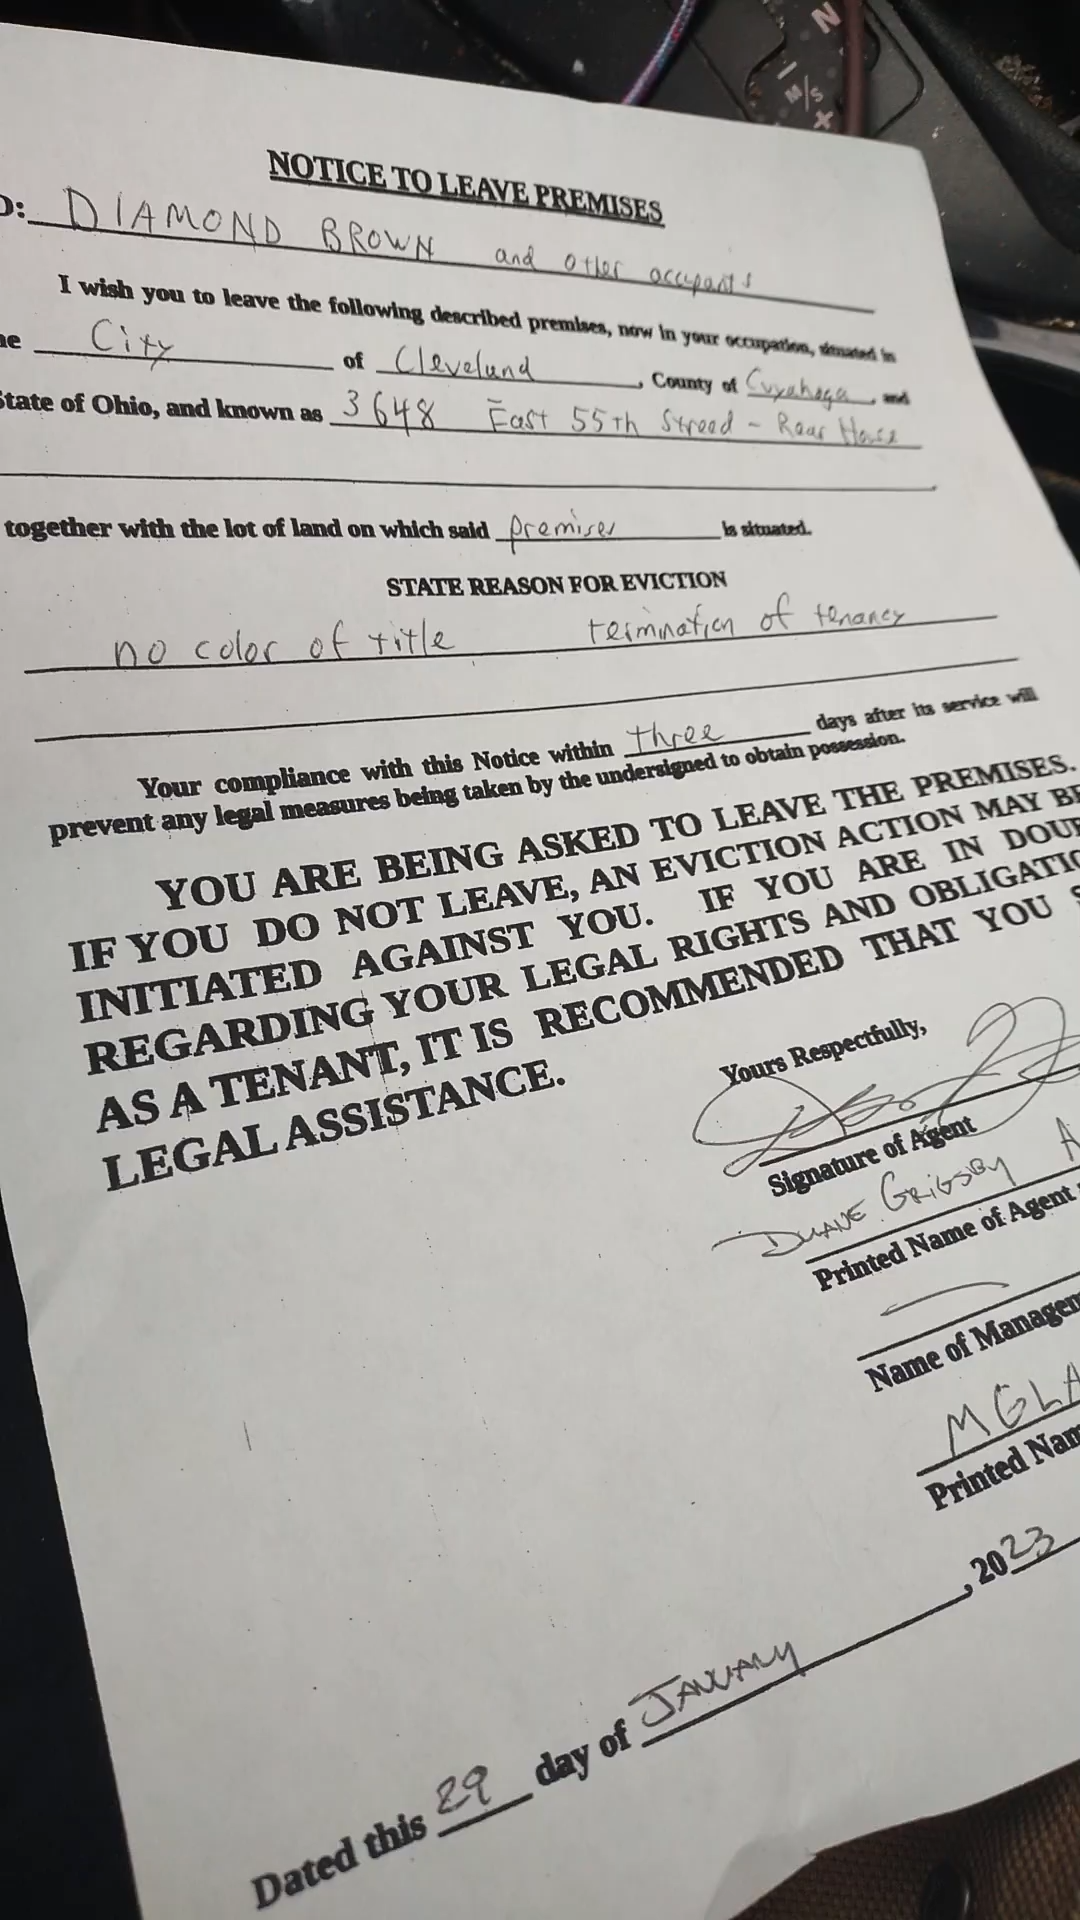 N
M/S
+
NOTICE TO LEAVE PREMISES
O: DIAMOND BROWN and other occupants
I wish you to leave the following described premises, now in your occupation, situated in
he City of Cleveland, County of Cuyahoga, and
State of Ohio, and known as 3648 East 55th Streed - Rear House
together with the lot of land on which said premises is situated.
STATE REASON FOR EVICTION
no color of title termination of tenancy
Your compliance with this Notice within three days after its service will
prevent any legal measures being taken by the undersigned to obtain possession.
YOU ARE BEING ASKED TO LEAVE THE PREMISES.
IF YOU DO NOT LEAVE, AN EVICTION ACTION MAY BE
INITIATED AGAINST YOU. IF YOU ARE IN DOUB
REGARDING YOUR LEGAL RIGHTS AND OBLIGATIO
AS A TENANT, IT IS RECOMMENDED THAT YOU S
LEGAL ASSISTANCE.
Yours Respectfully,
Signature of Agent
DUANE GRIGSBY A
Printed Name of Agent
Name of Managem
MGLA
Printed Nam
Dated this 29 day of JANUARY, 2023